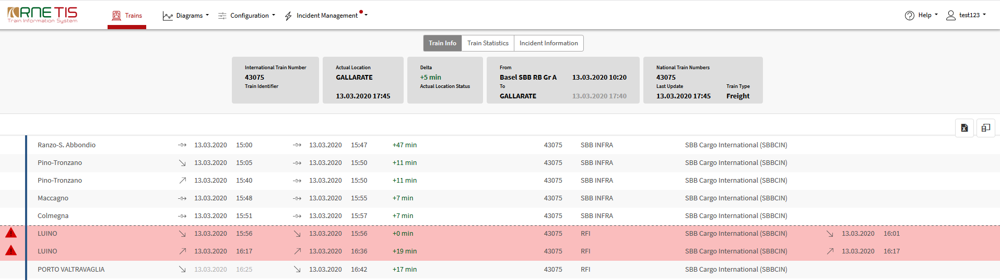 RNE TIS
Train Information System
Trains
Diagrams
Configuration
Incident Management
Help
test123
Train Info Train Statistics Incident Information
International Train Number
43075
Train Identifier
Actual Location
GALLARATE
13.03.2020 17:45
Delta
+5 min
Actual Location Status
From
Basel SBB RB Gr A 13.03.2020 10:20
To
GALLARATE 13.03.2020 17:40
National Train Numbers
43075
Last Update Train Type
13.03.2020 17:45 Freight
Ranzo-S. Abbondio 13.03.2020 15:00 13.03.2020 15:47 +47 min 43075 SBB INFRA SBB Cargo International (SBBCIN)
Pino-Tronzano 13.03.2020 15:05 13.03.2020 15:50 +11 min 43075 SBB INFRA SBB Cargo International (SBBCIN)
Pino-Tronzano 13.03.2020 15:40 13.03.2020 15:50 +11 min 43075 SBB INFRA SBB Cargo International (SBBCIN)
Maccagno 13.03.2020 15:48 13.03.2020 15:55 +7 min 43075 SBB INFRA SBB Cargo International (SBBCIN)
Colmegna 13.03.2020 15:51 13.03.2020 15:57 +7 min 43075 SBB INFRA SBB Cargo International (SBBCIN)
LUINO 13.03.2020 15:56 13.03.2020 15:56 +0 min 43075 RFI SBB Cargo International (SBBCIN) 13.03.2020 16:01
LUINO 13.03.2020 16:17 13.03.2020 16:36 +19 min 43075 RFI SBB Cargo International (SBBCIN) 13.03.2020 16:17
PORTO VALTRAVAGLIA 13.03.2020 16:25 13.03.2020 16:42 +17 min 43075 RFI SBB Cargo International (SBBCIN)